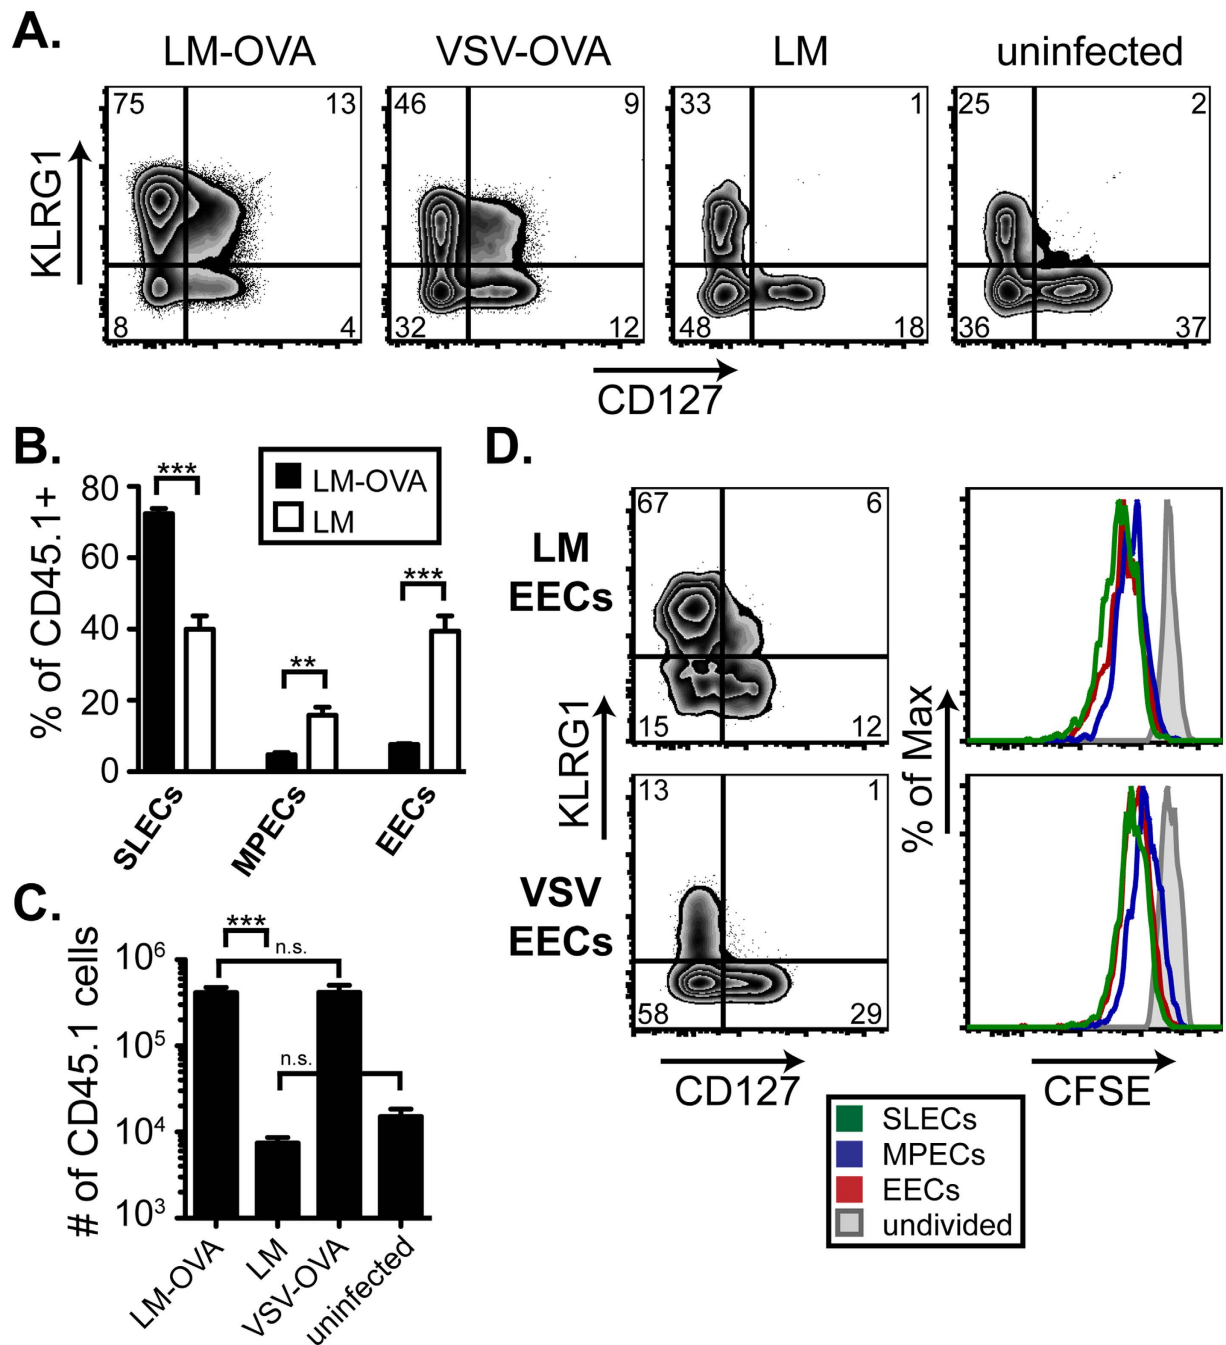 A.
LM-OVA VSV-OVA LM uninfected
75 13 46 9 33 1 25 2
KLRG1
8 4 32 12 48 18 36 37
CD127
B.
% of CD45.1+
80
60
40
20
0
*** ** ***
LM-OVA
LM
SLECs MPECs EECs
C.
# of CD45.1 cells
10^6
10^5
10^4
10^3
***
n.s.
n.s.
LM-OVA LM VSV-OVA uninfected
D.
LM
EECs
67 6
15 12
VSV
EECs
13 1
58 29
KLRG1
CD127
% of Max
CFSE
SLECs
MPECs
EECs
undivided